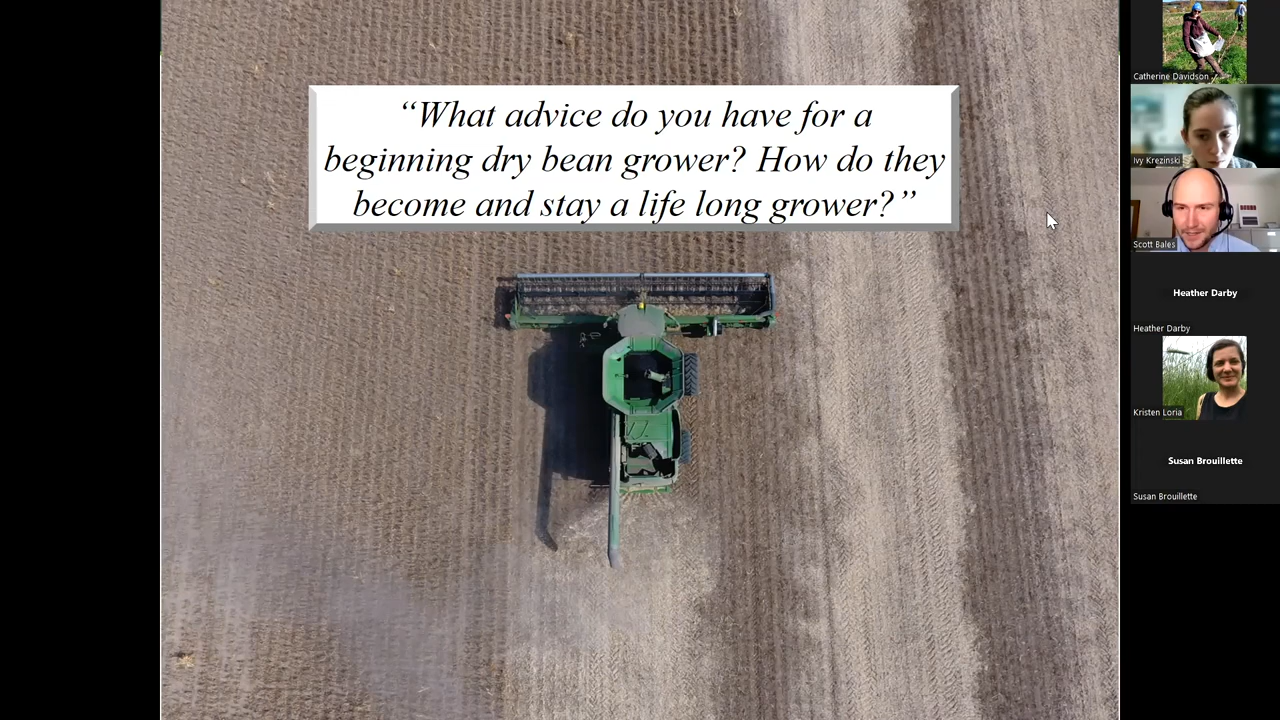 “What advice do you have for a
beginning dry bean grower? How do they
become and stay a life long grower?”
Catherine Davidson
Ivy Krezinski
Scott Bales
Heather Darby
Heather Darby
Kristen Loria
Susan Brouillette
Susan Brouillette